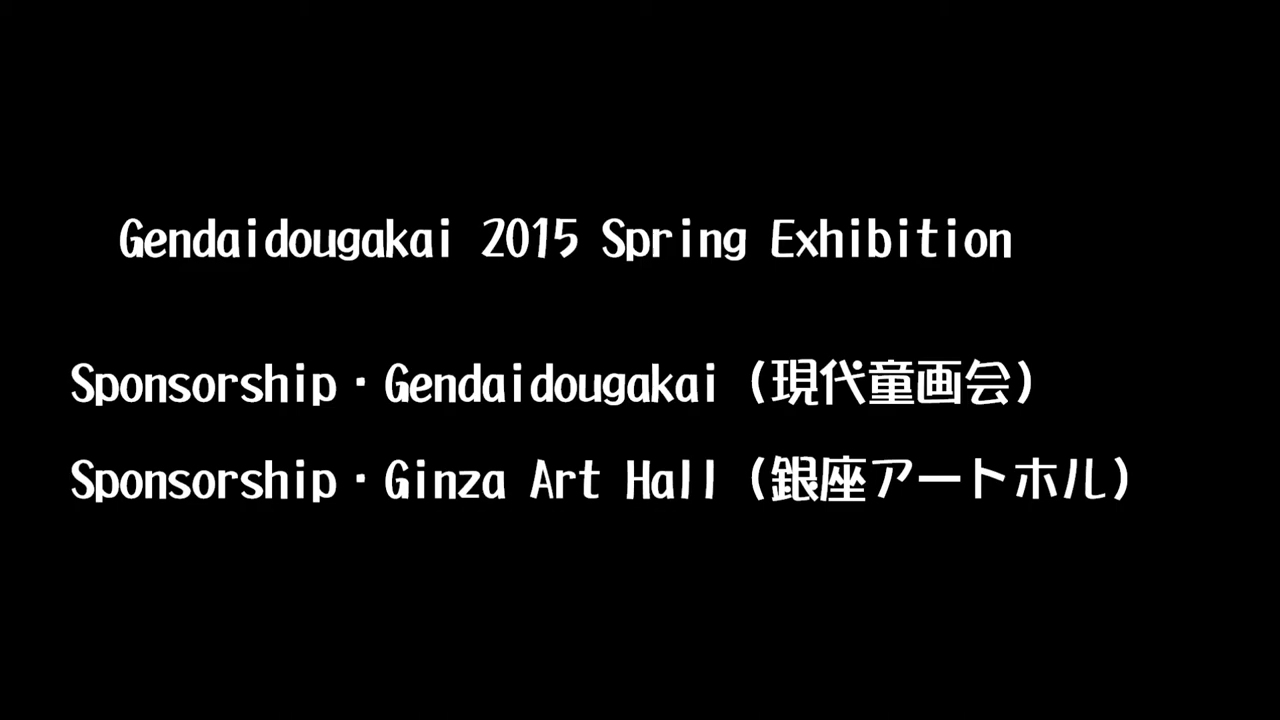 Gendaidougakai 2015 Spring Exhibition
Sponsorship・Gendaidougakai (現代童画会)
Sponsorship・Ginza Art Hall (銀座アートホール)